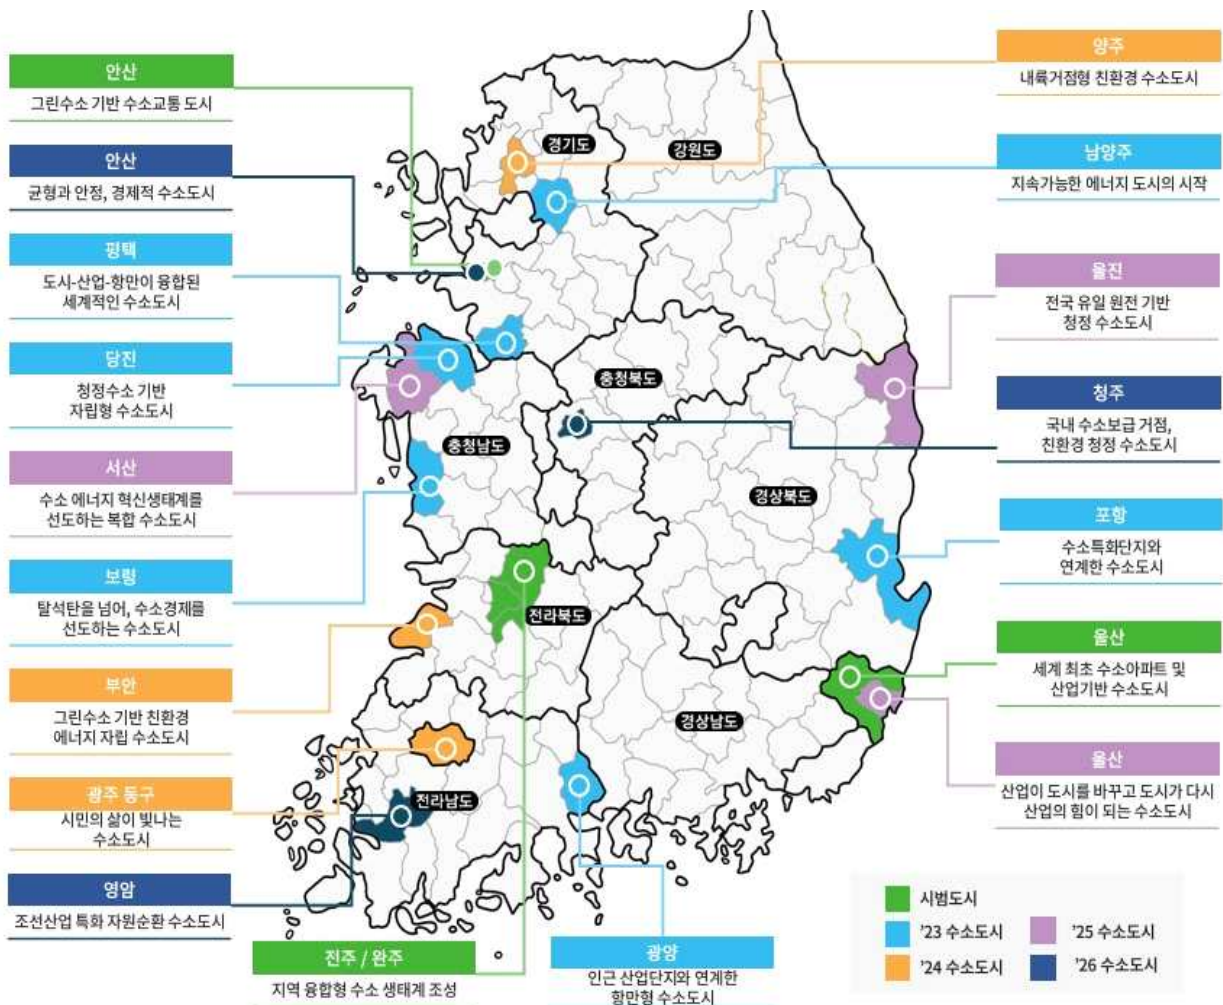 안산
그린수소 기반 수소교통 도시
안산
균형과 안정, 경제적 수소도시
평택
도시-산업-항만이 융합된
세계적인 수소도시
당진
청정수소 기반
자립형 수소도시
서산
수소 에너지 혁신생태계를
선도하는 복합 수소도시
보령
탈석탄을 넘어, 수소경제를
선도하는 수소도시
부안
그린수소 기반 친환경
에너지 자립 수소도시
광주 동구
시민의 삶이 빛나는
수소도시
영암
조선산업 특화 자원순환 수소도시
전주 / 완주
지역 융합형 수소 생태계 조성
광양
인근 산업단지와 연계한
항만형 수소도시
경기도
강원도
충청북도
충청남도
경상북도
전라북도
경상남도
전라남도
양주
내륙거점형 친환경 수소도시
남양주
지속가능한 에너지 도시의 시작
울진
전국 유일 원전 기반
청정 수소도시
청주
국내 수소보급 거점,
친환경 청정 수소도시
포항
수소특화단지와
연계한 수소도시
울산
세계 최초 수소아파트 및
산업기반 수소도시
울산
산업이 도시를 바꾸고 도시가 다시
산업의 힘이 되는 수소도시
시범도시
'23 수소도시
'25 수소도시
'24 수소도시
'26 수소도시